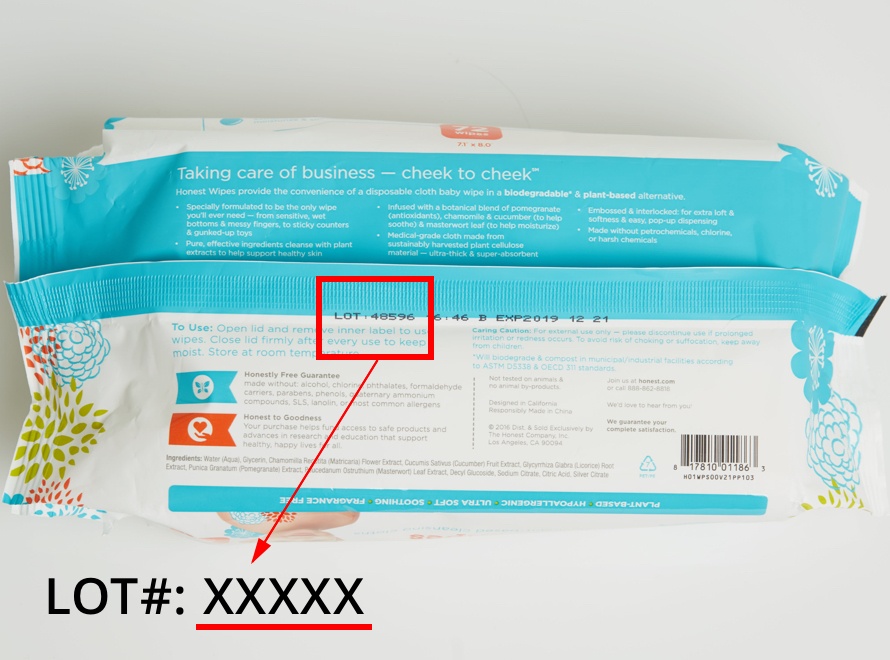 72
wipes
7.1" x 8.0"
Taking care of business — cheek to cheek™
Honest Wipes provide the convenience of a disposable cloth baby wipe in a biodegradable* & plant-based alternative.
• Specially formulated to be the only wipe
you'll ever need — from sensitive, wet
bottoms & messy fingers, to sticky counters
& gunked-up toys
• Pure, effective ingredients cleanse with plant
extracts to help support healthy skin
• Infused with a botanical blend of pomegranate
(antioxidants), chamomile & cucumber (to help
soothe) & masterwort leaf (to help moisturize)
• Medical-grade cloth made from
sustainably harvested plant cellulose
material — ultra-thick & super-absorbent
• Embossed & interlocked: for extra loft &
softness & easy, pop-up dispensing
• Made without petrochemicals, chlorine,
or harsh chemicals
LOT:48596 16:46 B EXP2019 12 21
To Use: Open lid and remove inner label to use
wipes. Close lid firmly after every use to keep
moist. Store at room temperature.
Caring Caution: For external use only — please discontinue use if prolonged
irritation or redness occurs. To avoid risk of choking or suffocation, keep away
from children.
*Will biodegrade & compost in municipal/industrial facilities according
to ASTM D5338 & OECD 311 standards.
Honestly Free Guarantee
made without: alcohol, chlorine, phthalates, formaldehyde
carriers, parabens, phenols, quaternary ammonium
compounds, SLS, lanolin, or most common allergens
Honest to Goodness
Your purchase helps fund access to safe products and
advances in research and education that support
healthy, happy lives for all.
Not tested on animals &
no animal by-products
Designed in California
Responsibly Made in China
© 2016 Dist. & Sold Exclusively by
The Honest Company, Inc.
Los Angeles, CA 90094
Join us at honest.com
or call 888-862-8818
We'd love to hear from you.
We guarantee your
complete satisfaction.
Ingredients: Water (Aqua), Glycerin, Chamomilla Recutita (Matricaria) Flower Extract, Cucumis Sativus (Cucumber) Fruit Extract, Glycyrrhiza Glabra (Licorice) Root
Extract, Punica Granatum (Pomegranate) Extract, Peucedanum Ostruthium (Masterwort) Leaf Extract, Decyl Glucoside, Sodium Citrate, Citric Acid, Silver Citrate
8 17810 01186 3
H01WPS00V21PP103
PLANT-BASED • HYPOALLERGENIC • ULTRA SOFT • SOOTHING • FRAGRANCE FREE
LOT#: XXXXX